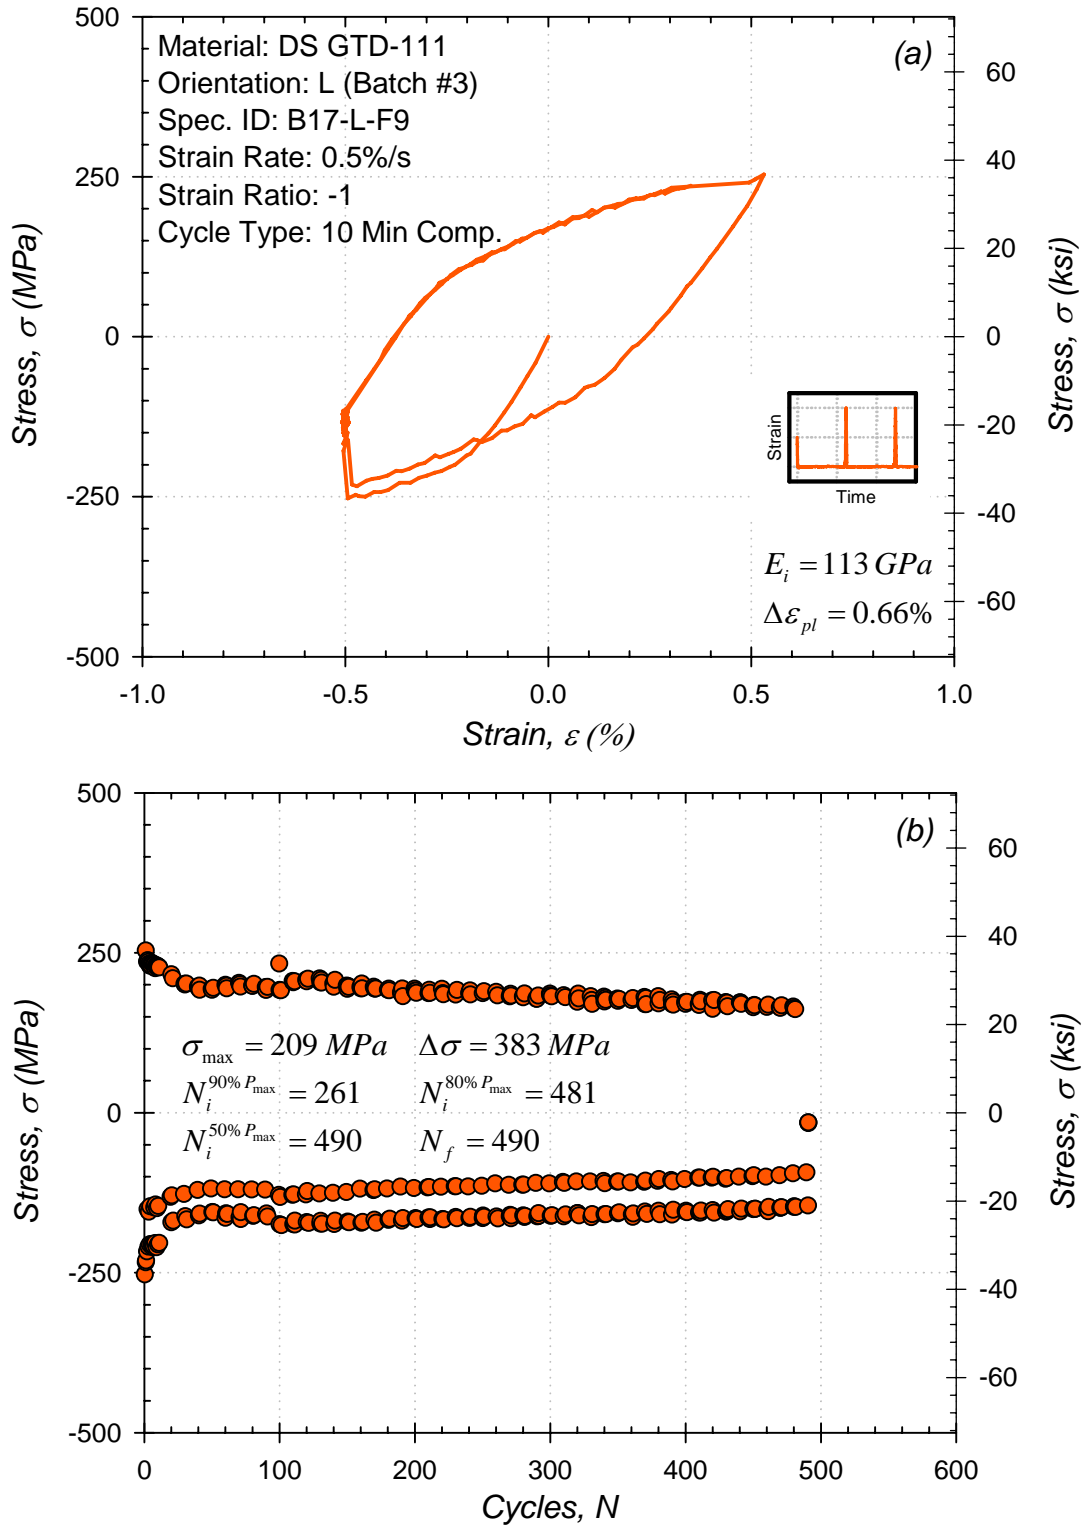 500
Material: DS GTD-111
(a)
Orientation: L (Batch #3)
60
Spec. ID: B17-L-F9
Strain Rate: 0.5%/s
40
250
Strain Ratio: -1
Cycle Type: 10 Min Comp.
20
Stress, σ (MPa)
0
0
Stress, σ (ksi)
-20
Strain
Time
-250
-40
E_i = 113 GPa
Δε_pl = 0.66%
-60
-500
-1.0 -0.5 0.0 0.5 1.0
Strain, ε (%)
500
(b)
60
40
250
20
σ_max = 209 MPa Δσ = 383 MPa
N_i^{90% P_max} = 261 N_i^{80% P_max} = 481
Stress, σ (MPa)
0
0
Stress, σ (ksi)
N_i^{50% P_max} = 490 N_f = 490
-20
-250
-40
-60
-500
0 100 200 300 400 500 600
Cycles, N